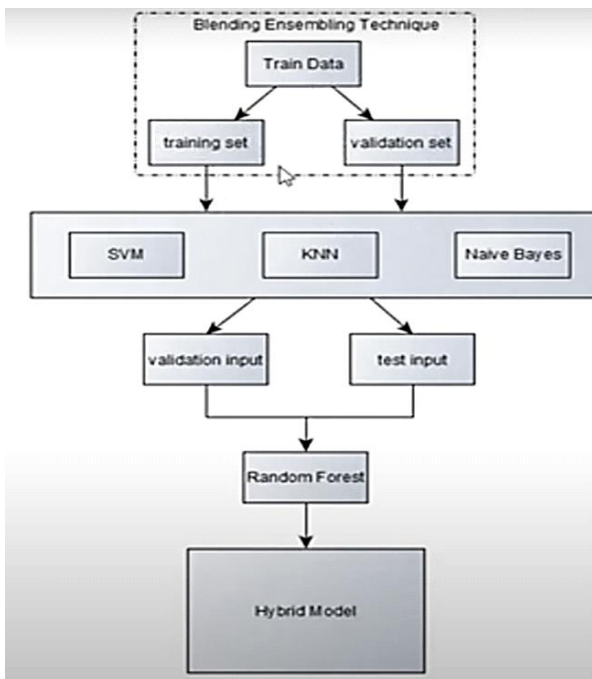 Blending Ensembling Technique
Train Data
training set
validation set
SVM
KNN
Naive Bayes
validation input
test input
Random Forest
Hybrid Model